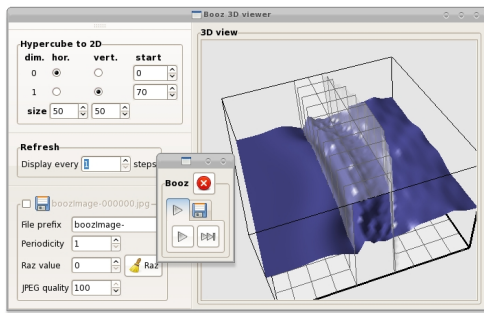 Booz 3D viewer
Hypercube to 2D
dim. hor. vert. start
0 0
1 70
size 50 50
Refresh
Display every 1 steps
boozImage-000000.jpg
File prefix boozImage-
Periodicity 1
Raz value 0 Raz
JPEG quality 100
Booz
3D view